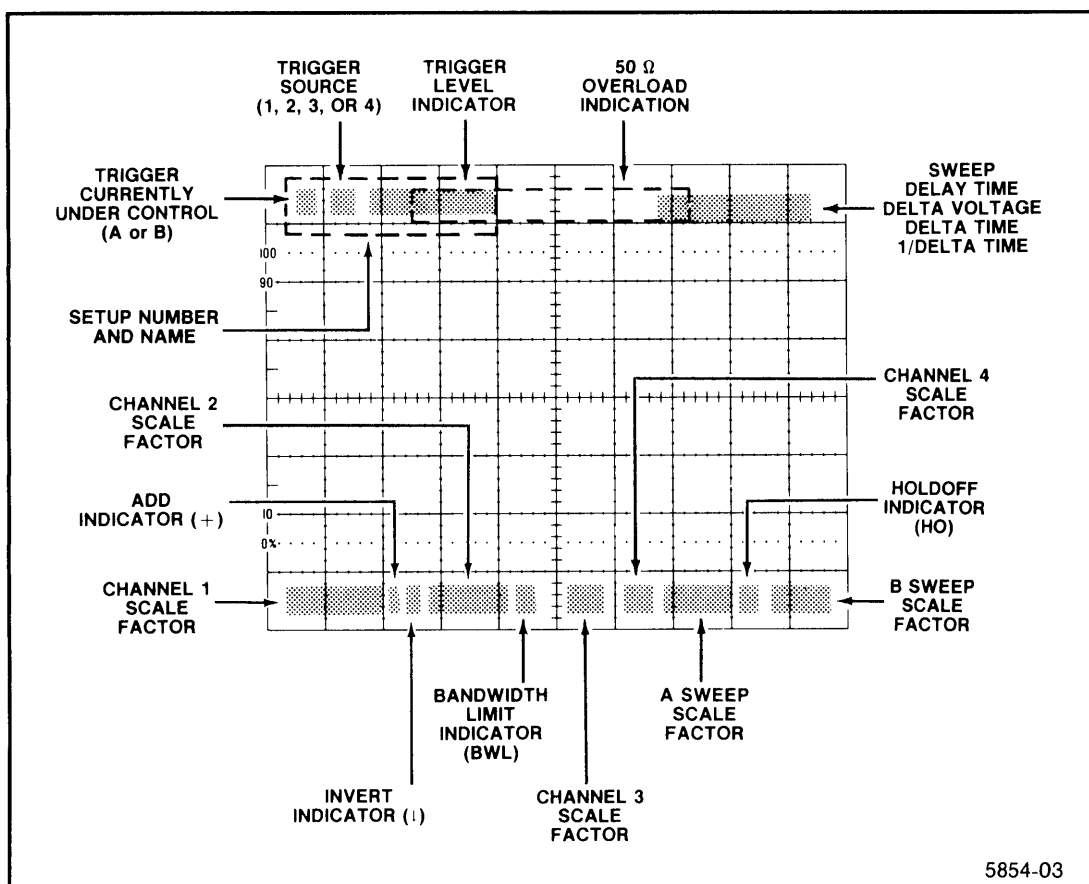 TRIGGER
SOURCE
(1, 2, 3, OR 4)
TRIGGER
LEVEL
INDICATOR
50 Ω
OVERLOAD
INDICATION
TRIGGER
CURRENTLY
UNDER CONTROL
(A or B)
SWEEP
DELAY TIME
DELTA VOLTAGE
DELTA TIME
1/DELTA TIME
100
90
SETUP NUMBER
AND NAME
CHANNEL 2
SCALE
FACTOR
CHANNEL 4
SCALE
FACTOR
ADD
INDICATOR (+)
10
0%
HOLDOFF
INDICATOR
(HO)
CHANNEL 1
SCALE
FACTOR
B SWEEP
SCALE
FACTOR
BANDWIDTH
LIMIT
INDICATOR
(BWL)
A SWEEP
SCALE
FACTOR
INVERT
INDICATOR (↓)
CHANNEL 3
SCALE
FACTOR
5854-03